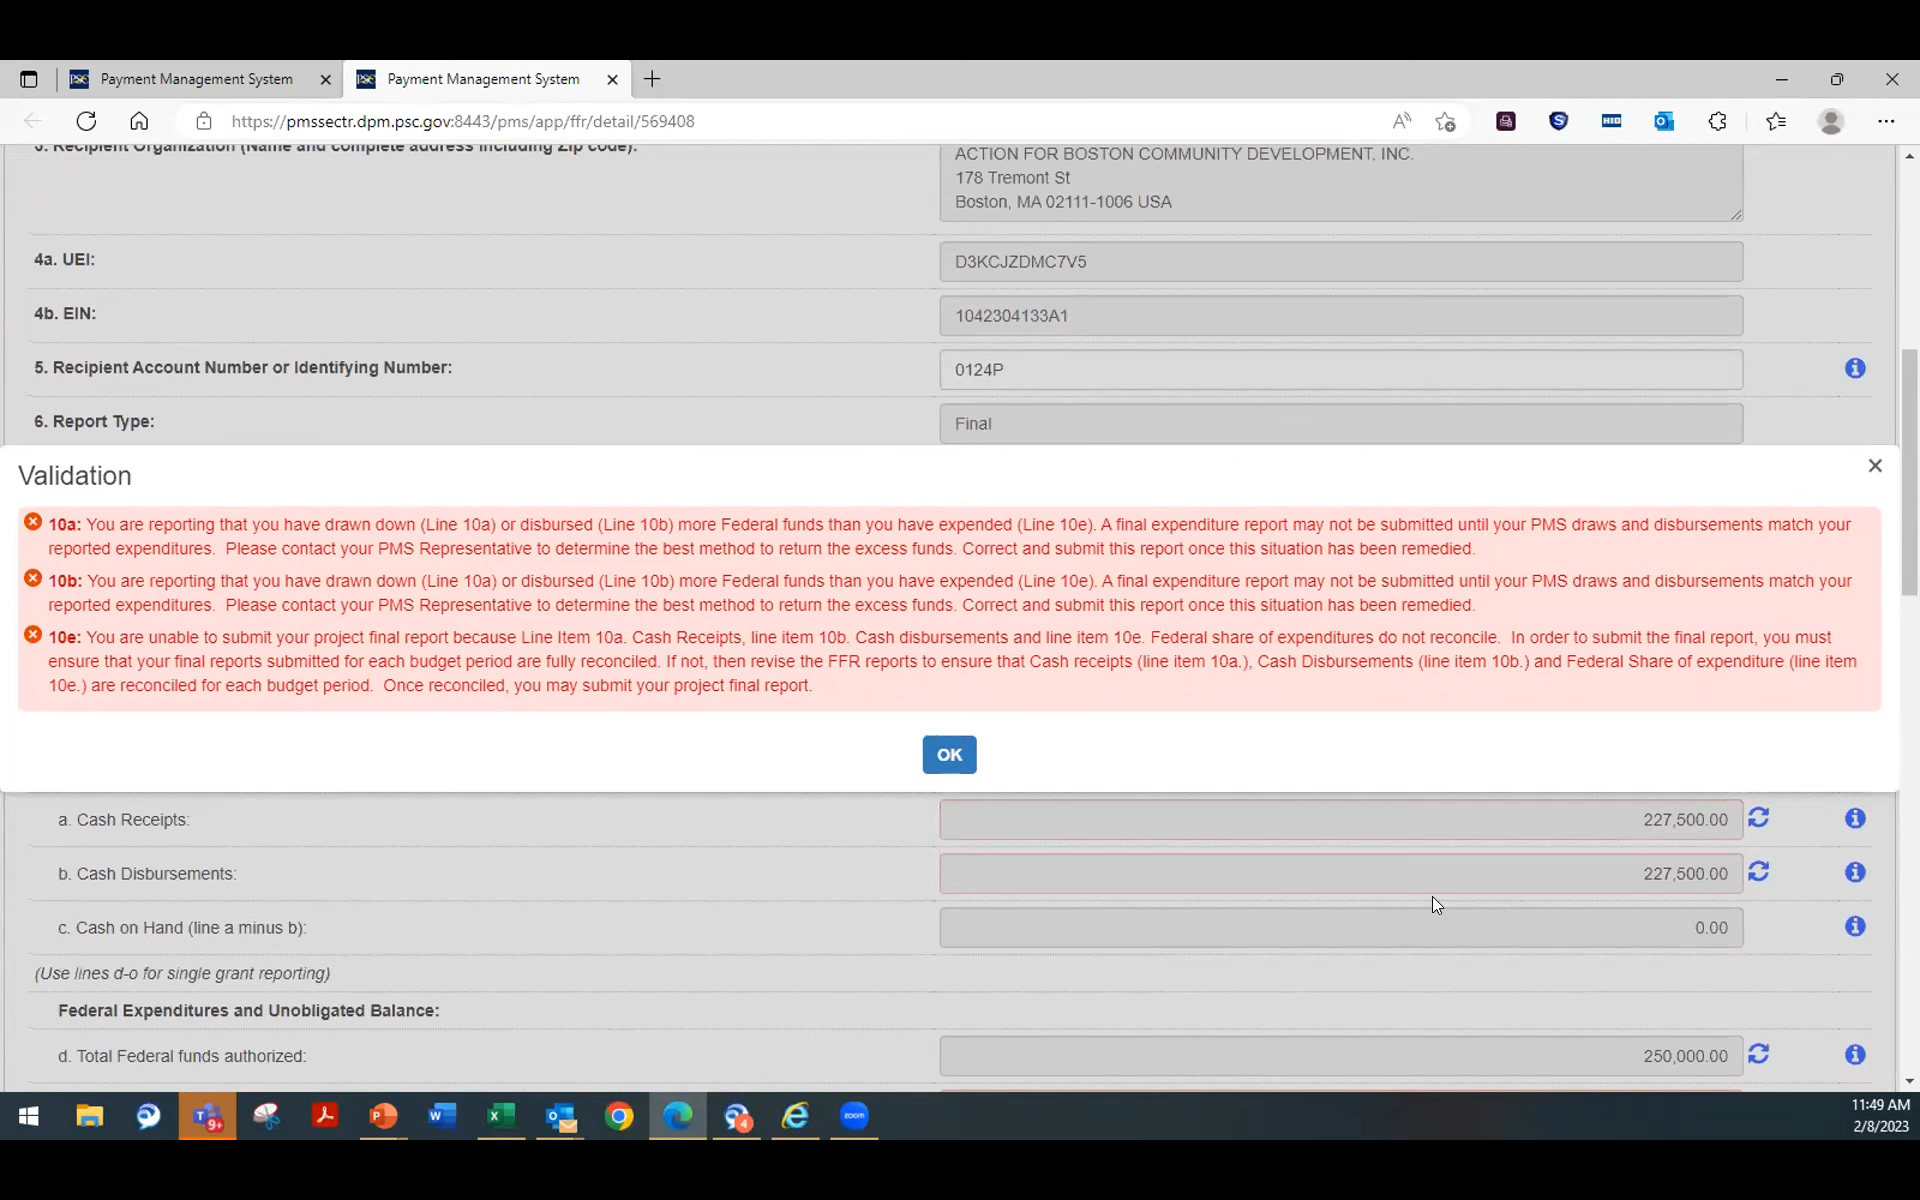 Payment Management System
Payment Management System
https://pmssectr.dpm.psc.gov:8443/pms/app/ffr/detail/569408
3. Recipient Organization (Name and complete address including Zip code):
ACTION FOR BOSTON COMMUNITY DEVELOPMENT, INC.
178 Tremont St
Boston, MA 02111-1006 USA
4a. UEI:
D3KCJZDMC7V5
4b. EIN:
1042304133A1
5. Recipient Account Number or Identifying Number:
0124P
6. Report Type:
Final
Validation
10a: You are reporting that you have drawn down (Line 10a) or disbursed (Line 10b) more Federal funds than you have expended (Line 10e). A final expenditure report may not be submitted until your PMS draws and disbursements match your
reported expenditures. Please contact your PMS Representative to determine the best method to return the excess funds. Correct and submit this report once this situation has been remedied.
10b: You are reporting that you have drawn down (Line 10a) or disbursed (Line 10b) more Federal funds than you have expended (Line 10e). A final expenditure report may not be submitted until your PMS draws and disbursements match your
reported expenditures. Please contact your PMS Representative to determine the best method to return the excess funds. Correct and submit this report once this situation has been remedied.
10e: You are unable to submit your project final report because Line Item 10a. Cash Receipts, line item 10b. Cash disbursements and line item 10e. Federal share of expenditures do not reconcile. In order to submit the final report, you must
ensure that your final reports submitted for each budget period are fully reconciled. If not, then revise the FFR reports to ensure that Cash receipts (line item 10a.), Cash Disbursements (line item 10b.) and Federal Share of expenditure (line item
10e.) are reconciled for each budget period. Once reconciled, you may submit your project final report.
OK
a. Cash Receipts:
227,500.00
b. Cash Disbursements:
227,500.00
c. Cash on Hand (line a minus b):
0.00
(Use lines d-o for single grant reporting)
Federal Expenditures and Unobligated Balance:
d. Total Federal funds authorized:
250,000.00
9+
4
zoom
11:49 AM
2/8/2023